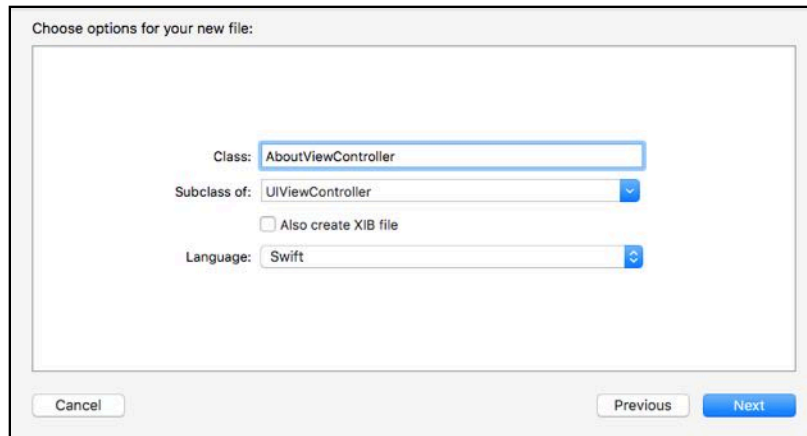 Choose options for your new file:
Class: AboutViewController
Subclass of: UIViewController
Also create XIB file
Language: Swift
Cancel Previous Next